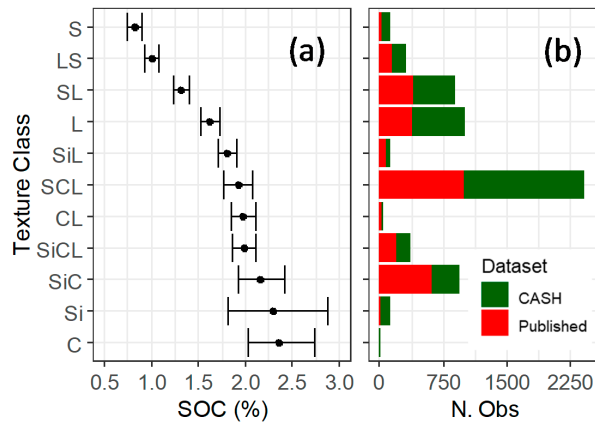 (a)
(b)
Texture Class
S
LS
SL
L
SiL
SCL
CL
SiCL
SiC
Si
C
0.5 1.0 1.5 2.0 2.5 3.0
SOC (%)
Dataset
CASH
Published
0 750 1500 2250
N. Obs